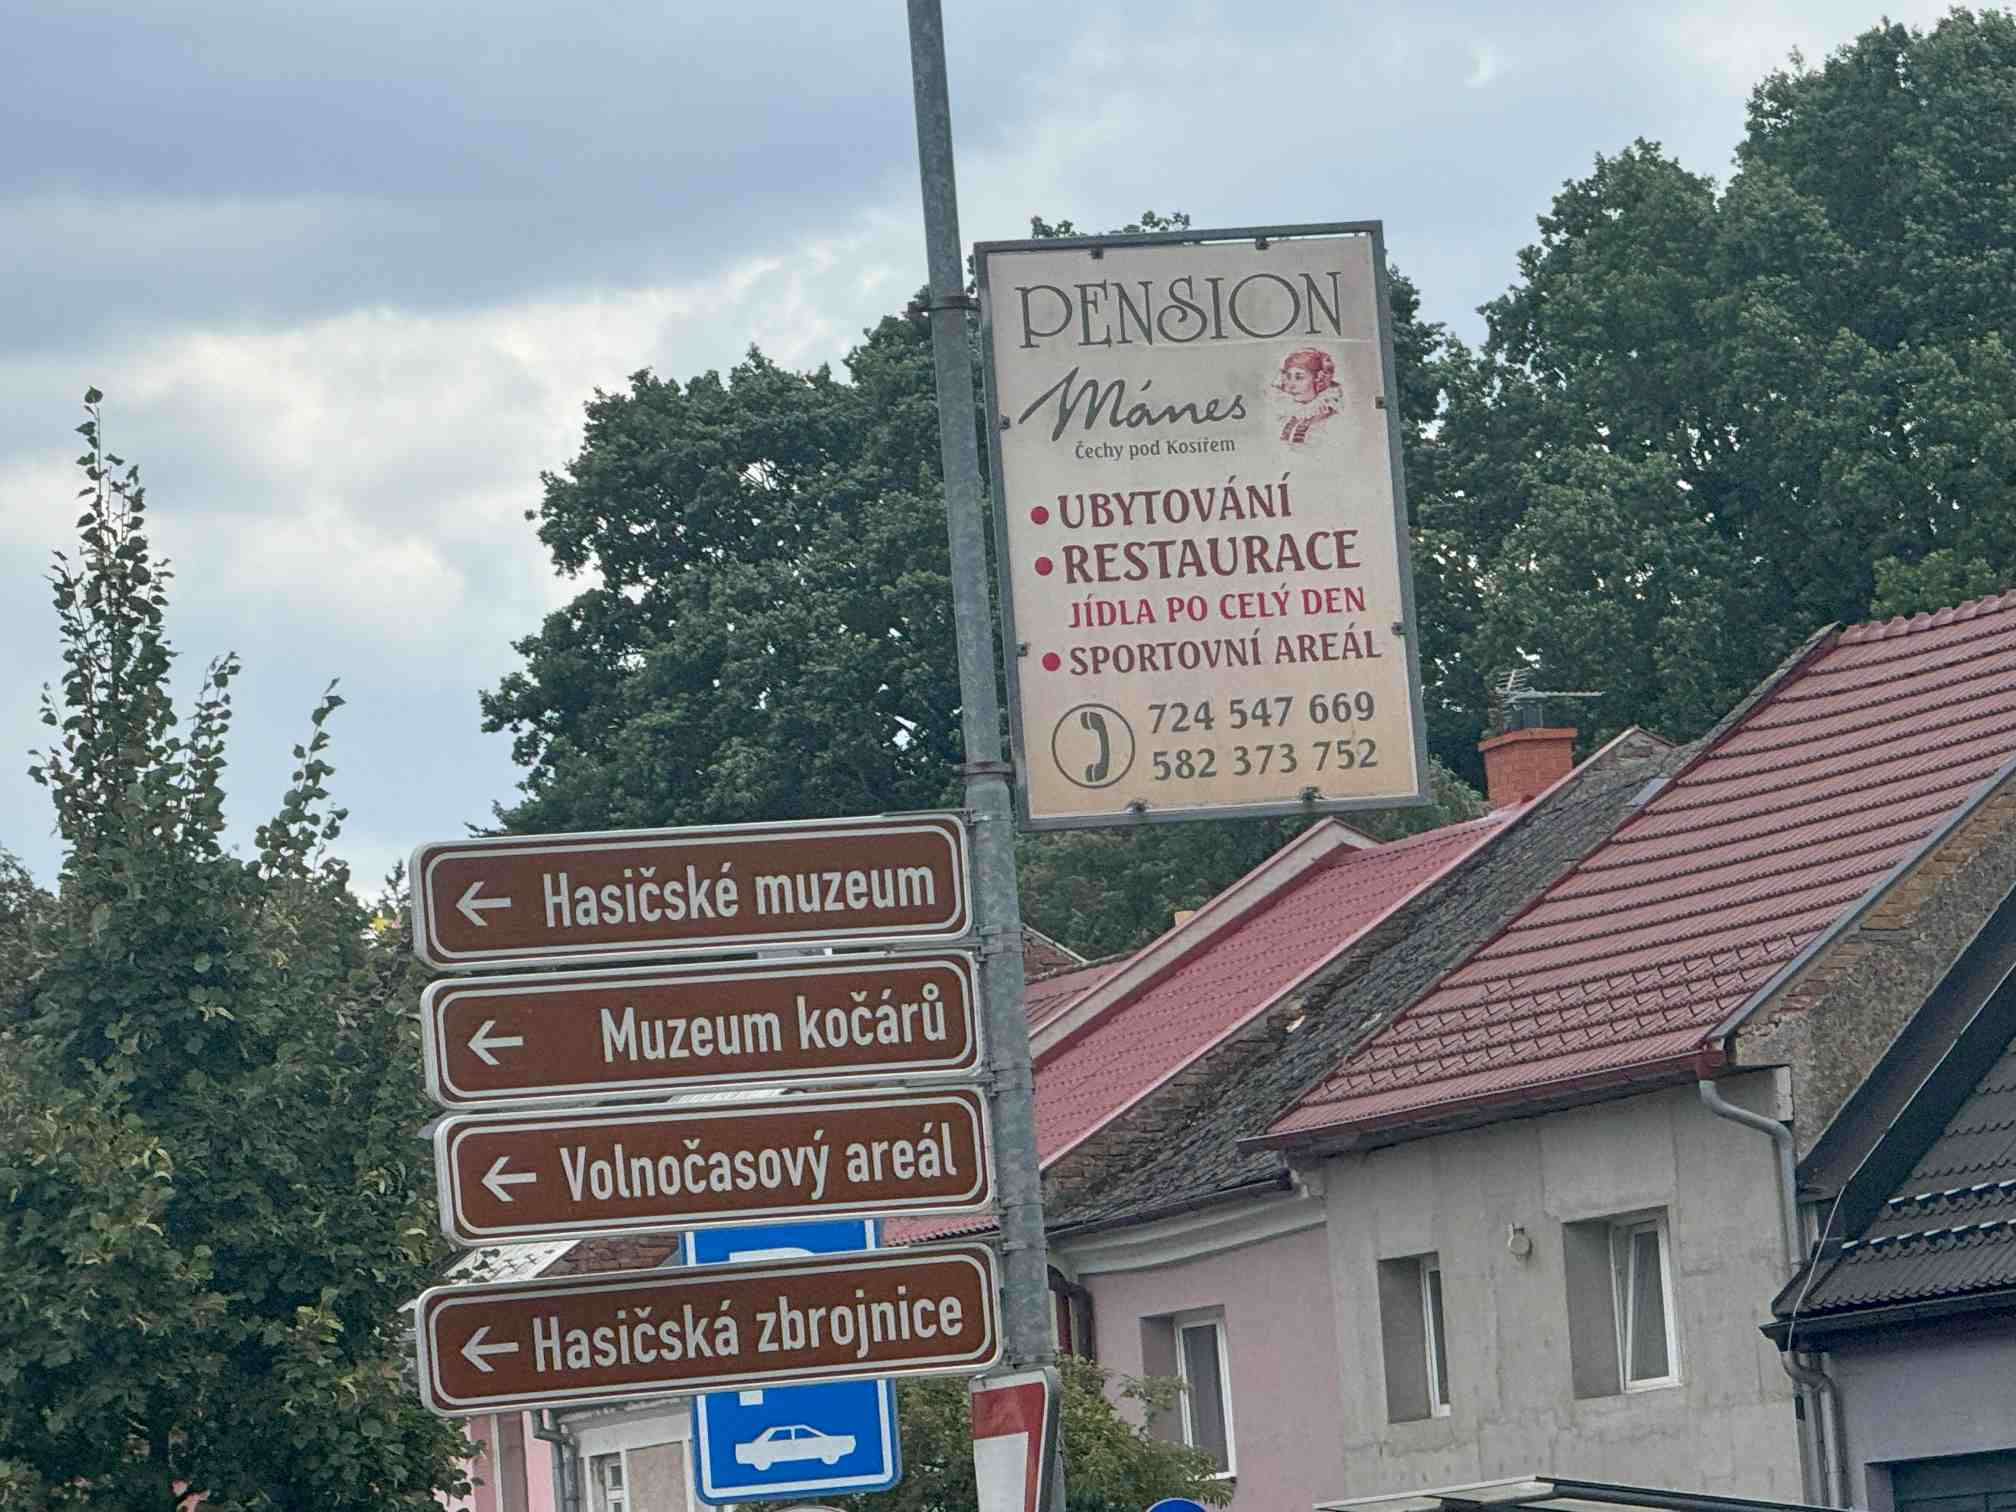 PENSION
Mánes
Čechy pod Kosířem
• UBYTOVÁNÍ
• RESTAURACE
JÍDLA PO CELÝ DEN
• SPORTOVNÍ AREÁL
724 547 669
582 373 752
← Hasičské muzeum
← Muzeum kočárů
← Volnočasový areál
← Hasičská zbrojnice